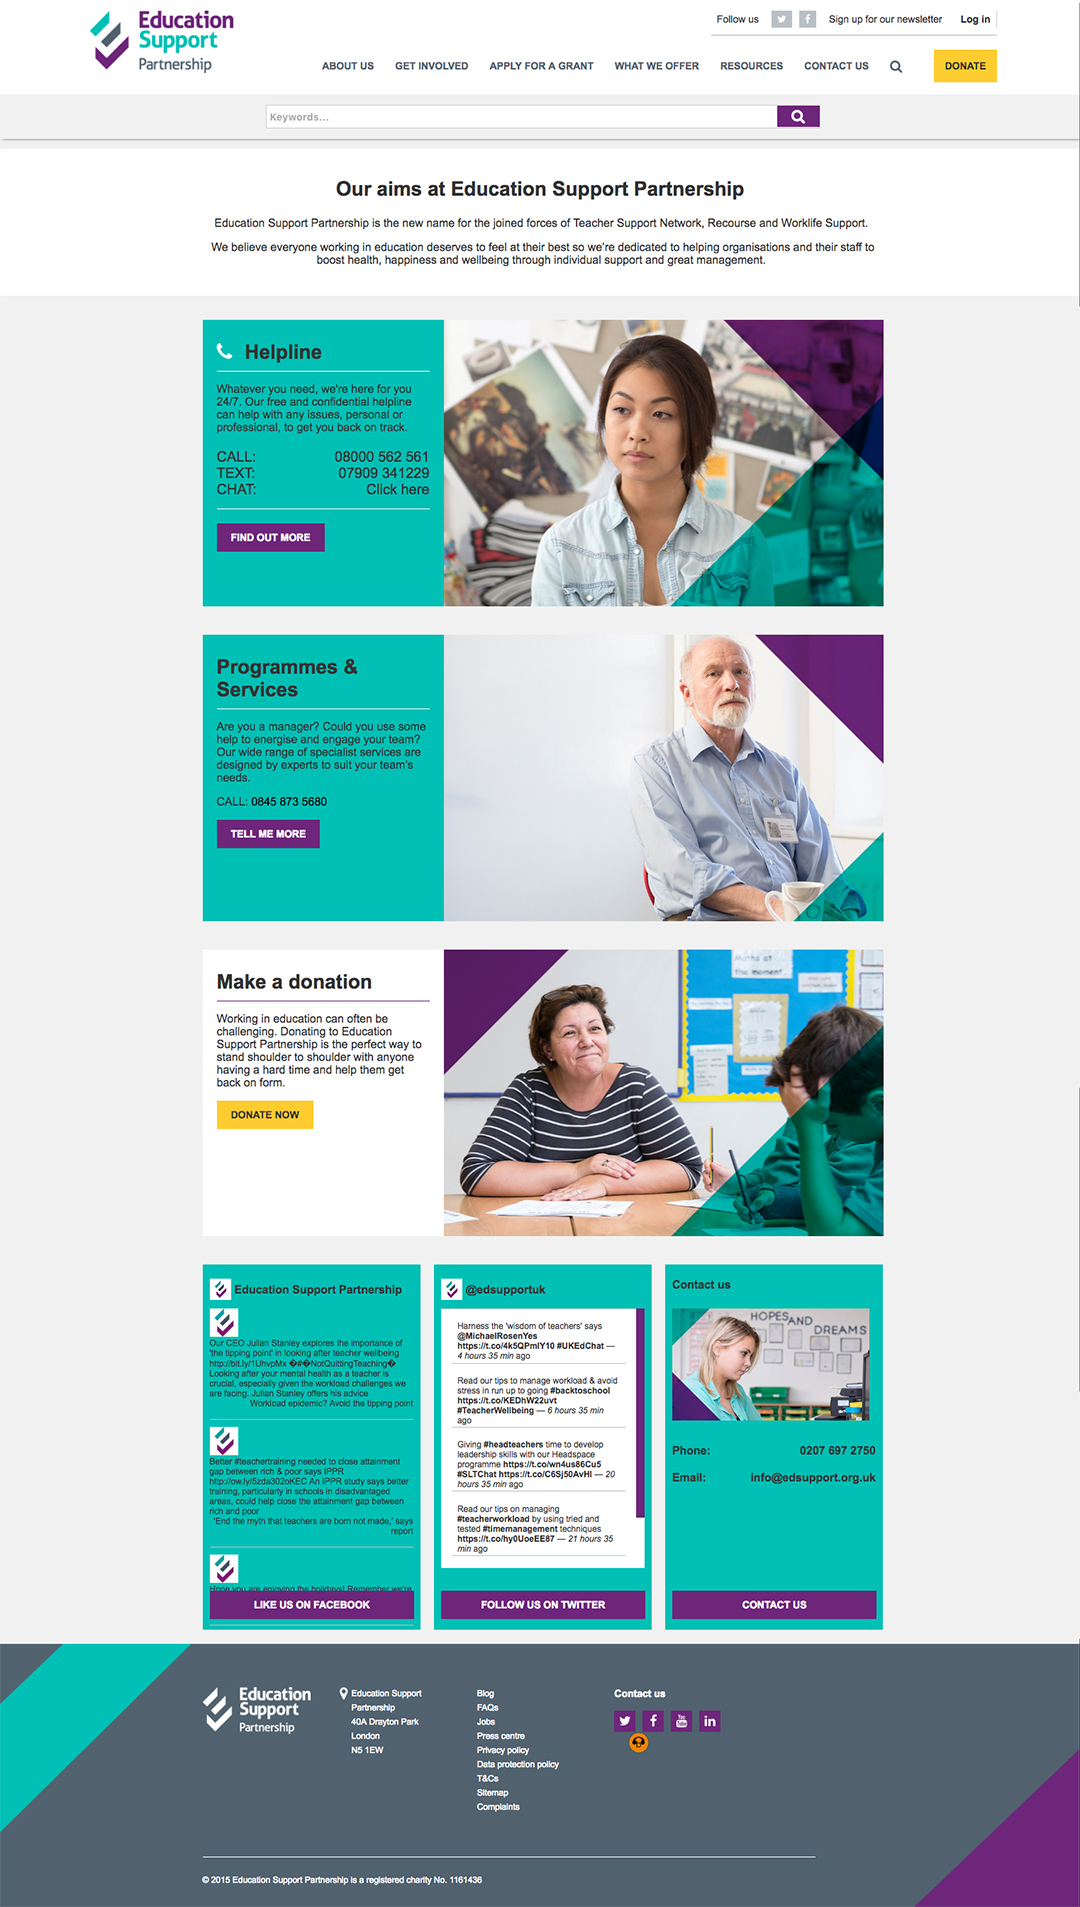 Education
Support
Partnership
Follow us
Sign up for our newsletter
Log in
ABOUT US
GET INVOLVED
APPLY FOR A GRANT
WHAT WE OFFER
RESOURCES
CONTACT US
DONATE
Keywords...
Our aims at Education Support Partnership
Education Support Partnership is the new name for the joined forces of Teacher Support Network, Recourse and Worklife Support.
We believe everyone working in education deserves to feel at their best so we're dedicated to helping organisations and their staff to
boost health, happiness and wellbeing through individual support and great management.
Helpline
Whatever you need, we're here for you
24/7. Our free and confidential helpline
can help with any issues, personal or
professional, to get you back on track.
CALL: 08000 562 561
TEXT: 07909 341229
CHAT: Click here
FIND OUT MORE
Programmes &
Services
Are you a manager? Could you use some
help to energise and engage your team?
Our wide range of specialist services are
designed by experts to suit your team's
needs.
CALL: 0845 873 5680
TELL ME MORE
Make a donation
Working in education can often be
challenging. Donating to Education
Support Partnership is the perfect way to
stand shoulder to shoulder with anyone
having a hard time and help them get
back on form.
DONATE NOW
Maths at
the moment.
Education Support Partnership
Our CEO Julian Stanley explores the importance of
'the tipping point' in looking after teacher wellbeing
http://bit.ly/1UhvpMx �#�NotQuittingTeaching�
Looking after your mental health as a teacher is
crucial, especially given the workload challenges we
are facing. Julian Stanley offers his advice
Workload epidemic? Avoid the tipping point
Better #teachertraining needed to close attainment
gap between rich & poor says IPPR
http://ow.ly/5zda302oKEC An IPPR study says better
training, particularly in schools in disadvantaged
areas, could help close the attainment gap between
rich and poor
'End the myth that teachers are born not made,' says
report
Hope you are enjoying the holidays! Remember we're
LIKE US ON FACEBOOK
@edsupportuk
Harness the 'wisdom of teachers' says
@MichaelRosenYes
https://t.co/4k5QPmlY10 #UKEdChat —
4 hours 35 min ago
Read our tips to manage workload & avoid
stress in run up to going #backtoschool
https://t.co/KEDhW22uvt
#TeacherWellbeing — 6 hours 35 min
ago
Giving #headteachers time to develop
leadership skills with our Headspace
programme https://t.co/wn4us86Cu5
#SLTChat https://t.co/C6Sj50AvHI — 20
hours 35 min ago
Read our tips on managing
#teacherworkload by using tried and
tested #timemanagement techniques
https://t.co/hy0UoeEE87 — 21 hours 35
min ago
FOLLOW US ON TWITTER
Contact us
HOPES AND
DREAMS
Phone: 0207 697 2750
Email: info@edsupport.org.uk
CONTACT US
Education
Support
Partnership
Education Support
Partnership
40A Drayton Park
London
N5 1EW
Blog
FAQs
Jobs
Press centre
Privacy policy
Data protection policy
T&Cs
Sitemap
Complaints
Contact us
You
Tube
in
© 2015 Education Support Partnership is a registered charity No. 1161436